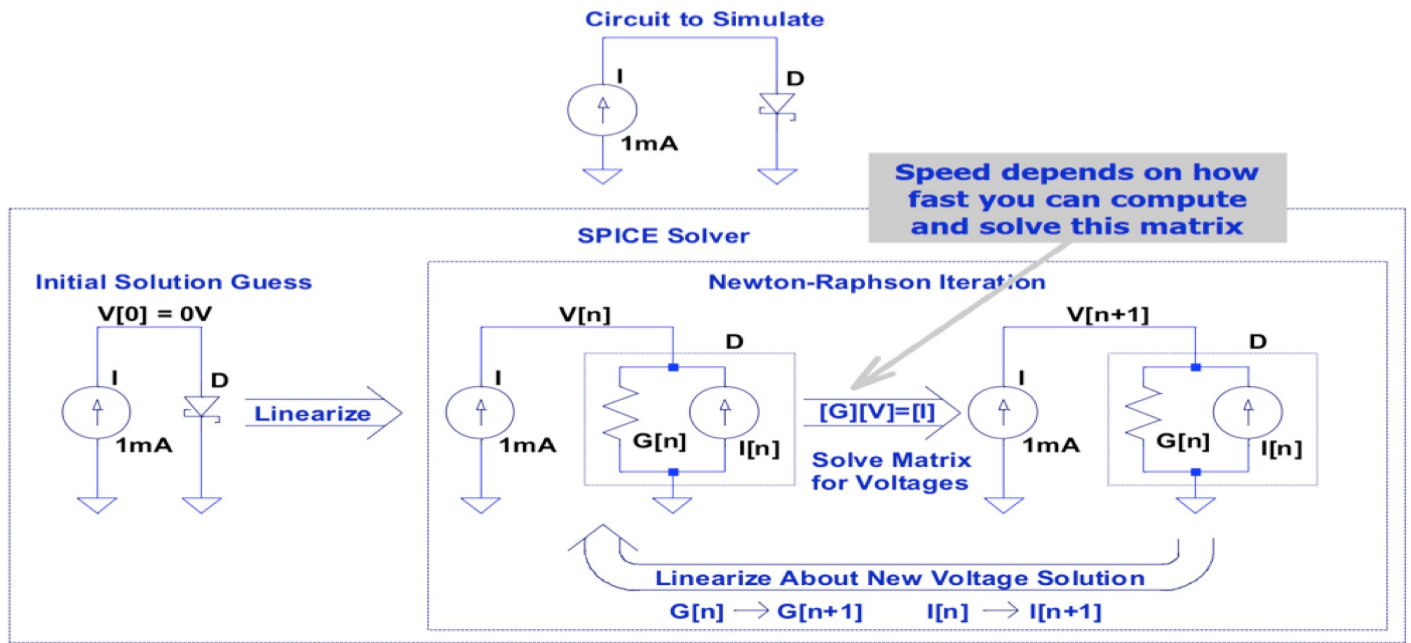 Circuit to Simulate
I
D
1mA
Speed depends on how
fast you can compute
and solve this matrix
SPICE Solver
Initial Solution Guess
Newton-Raphson Iteration
V[0] = 0V
I
D
1mA
Linearize
V[n]
D
I
1mA
G[n]
I[n]
[G][V]=[I]
Solve Matrix
for Voltages
V[n+1]
D
I
1mA
G[n]
I[n]
Linearize About New Voltage Solution
G[n] → G[n+1] I[n] → I[n+1]